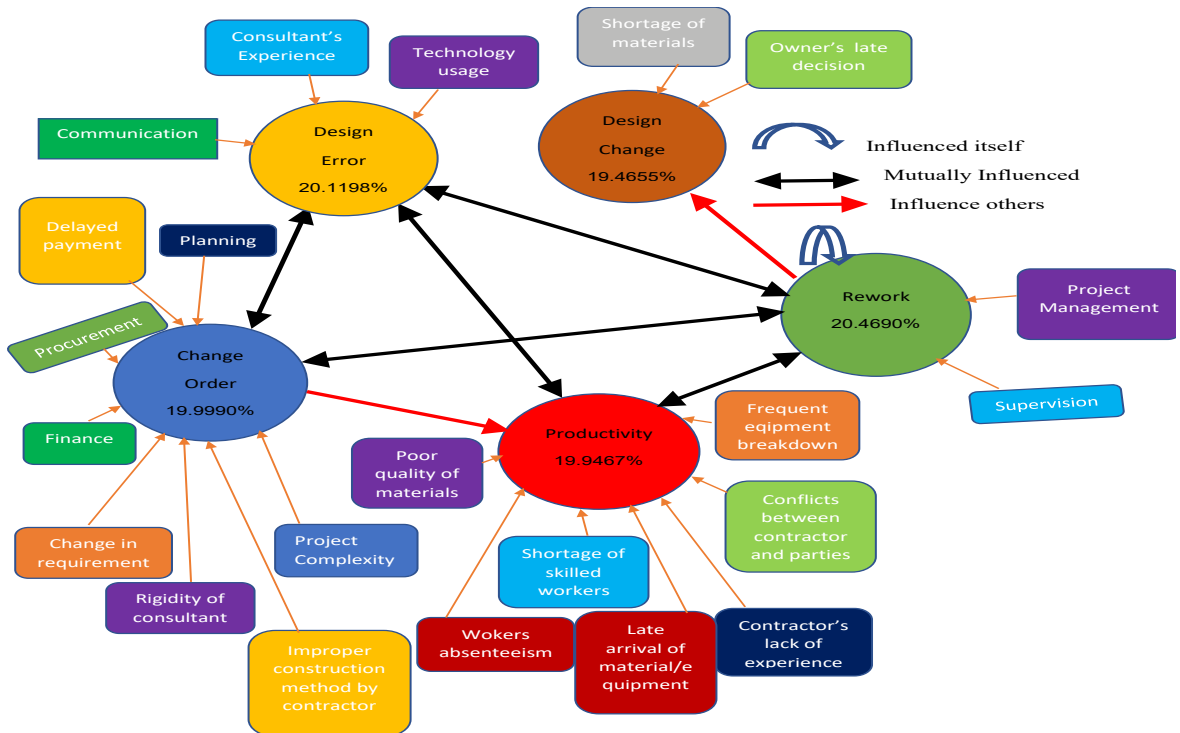 Shortage of
materials
Consultant's
Experience
Technology
usage
Owner's late
decision
Communication
Design
Error
20.1198%
Design
Change
19.4655%
Influenced itself
Mutually Influenced
Influence others
Delayed
payment
Planning
Procurement
Change
Order
19.9990%
Rework
20.4690%
Project
Management
Supervision
Finance
Productivity
19.9467%
Frequent
eqipment
breakdown
Poor
quality of
materials
Conflicts
between
contractor
and parties
Change in
requirement
Project
Complexity
Rigidity of
consultant
Shortage of
skilled
workers
Improper
construction
method by
contractor
Wokers
absenteeism
Late
arrival of
material/e
quipment
Contractor's
lack of
experience